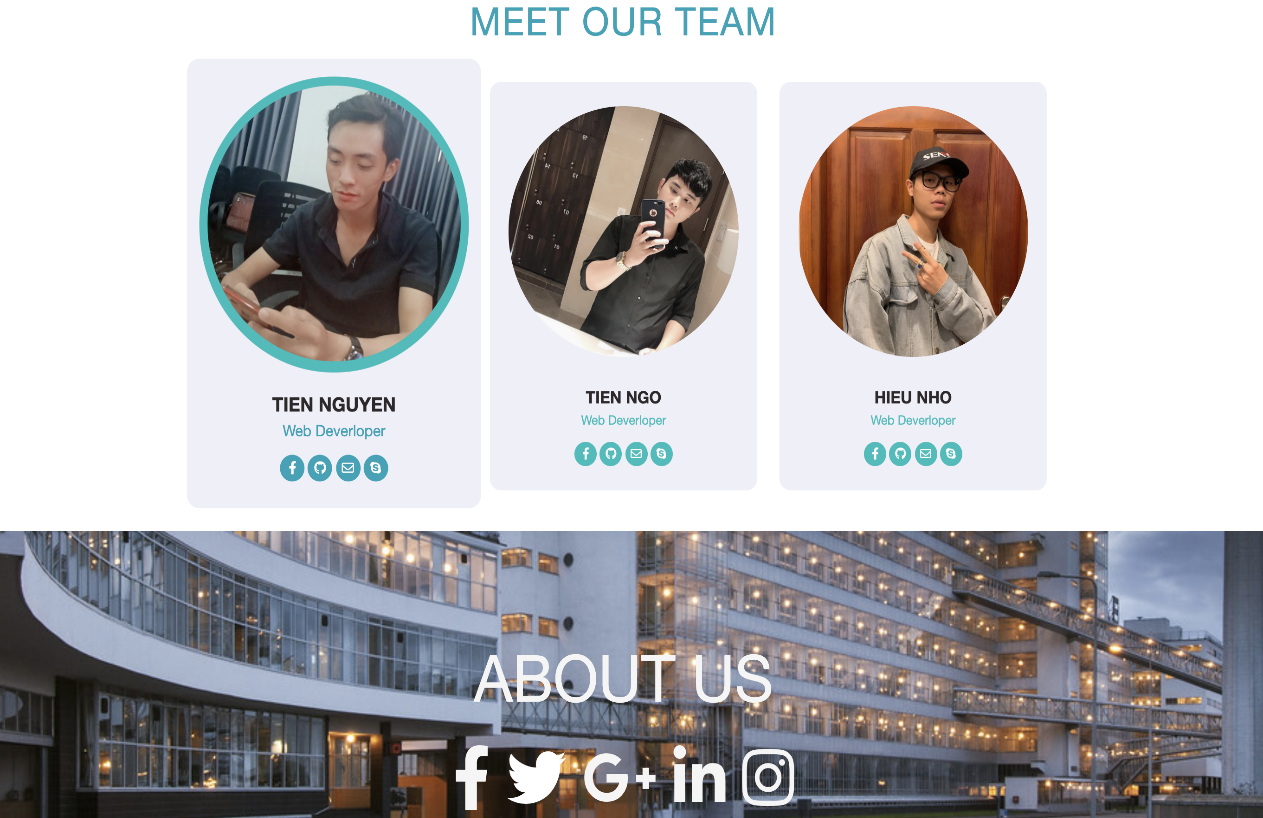 MEET OUR TEAM
TIEN NGUYEN
Web Deverloper
TIEN NGO
Web Deverloper
HIEU NHO
Web Deverloper
ABOUT US